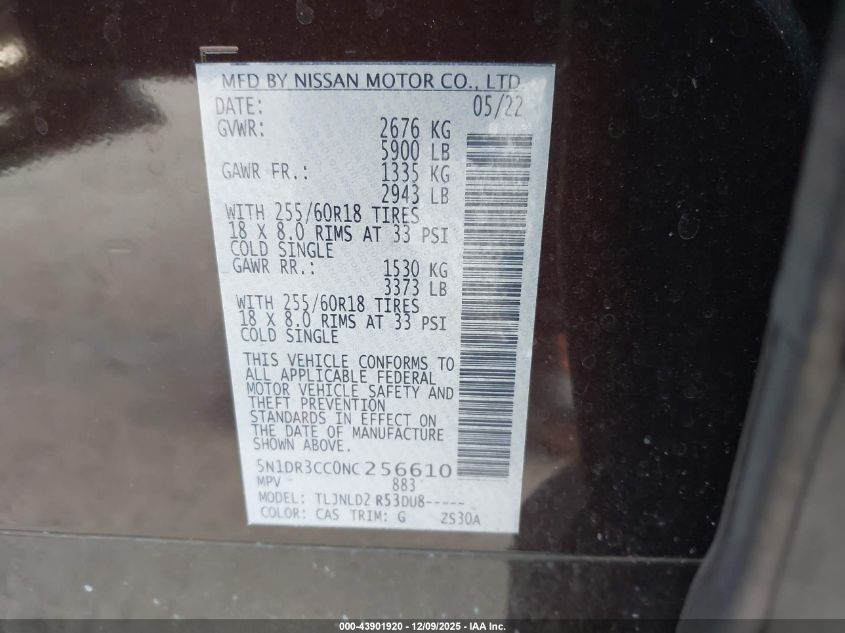 MFD BY NISSAN MOTOR CO., LTD
DATE: 05/22
GVWR: 2676 KG
5900 LB
GAWR FR.: 1335 KG
2943 LB
WITH 255/60R18 TIRES
18 X 8.0 RIMS AT 33 PSI
COLD SINGLE
GAWR RR.: 1530 KG
3373 LB
WITH 255/60R18 TIRES
18 X 8.0 RIMS AT 33 PSI
COLD SINGLE
THIS VEHICLE CONFORMS TO
ALL APPLICABLE FEDERAL
MOTOR VEHICLE SAFETY AND
THEFT PREVENTION
STANDARDS IN EFFECT ON
THE DATE OF MANUFACTURE
SHOWN ABOVE.
5N1DR3CC0NC256610
MPV 883
MODEL: TLJNLD2 R53DU8-----
COLOR: CAS TRIM: G ZS30A
000-43901920 - 12/09/2025 - IAA Inc.